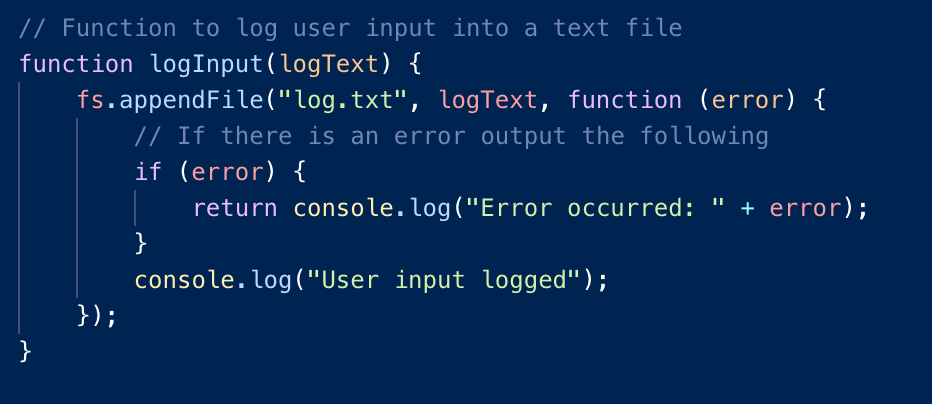 // Function to log user input into a text file
function logInput(logText) {
    fs.appendFile("log.txt", logText, function (error) {
        // If there is an error output the following
        if (error) {
            return console.log("Error occurred: " + error);
        }
        console.log("User input logged");
    });
}